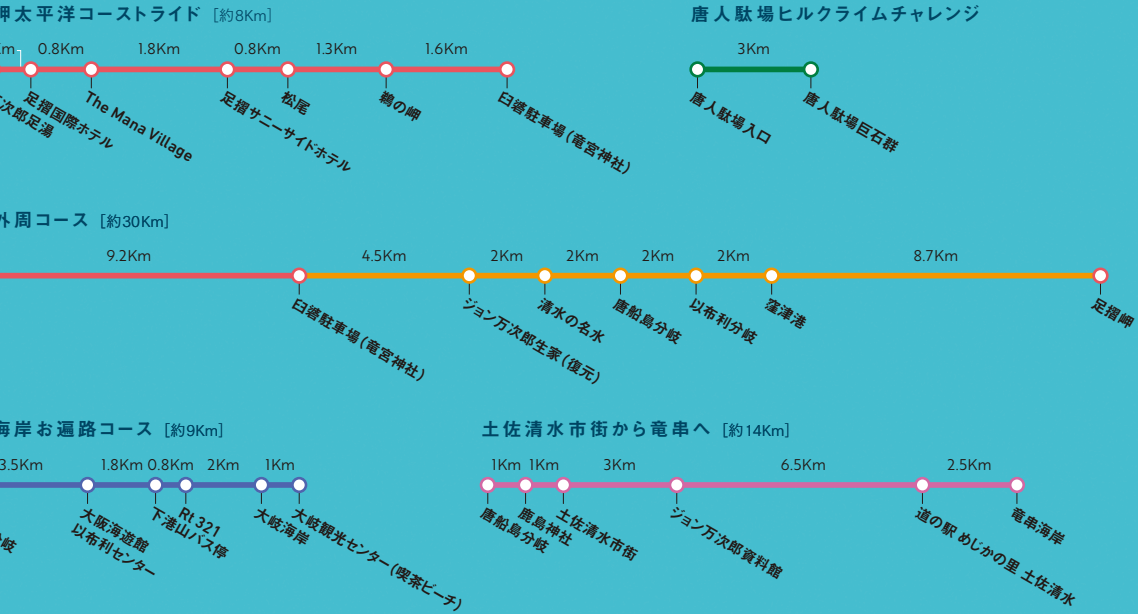 岬太平洋コーストライド [約8Km]
0.8Km 1.8Km 0.8Km 1.3Km 1.6Km
次郎足湯
足摺国際ホテル
The Mana Village
足摺サニーサイドホテル
松尾
鵜の岬
臼碆駐車場(竜宮神社)
唐人駄場ヒルクライムチャレンジ
3Km
唐人駄場入口
唐人駄場巨石群
外周コース [約30Km]
9.2Km 4.5Km 2Km 2Km 2Km 2Km 8.7Km
臼碆駐車場(竜宮神社)
ジョン万次郎生家(復元)
清水の名水
唐船島分岐
以布利分岐
窪津港
足摺岬
海岸お遍路コース [約9Km]
3.5Km 1.8Km 0.8Km 2Km 1Km
岐
大阪海遊館
以布利センター
下港山バス停
Rt 321
大岐海岸
大岐観光センター(喫茶ビーチ)
土佐清水市街から竜串へ [約14Km]
1Km 1Km 3Km 6.5Km 2.5Km
唐船島分岐
鹿島神社
土佐清水市街
ジョン万次郎資料館
道の駅 めじかの里 土佐清水
竜串海岸